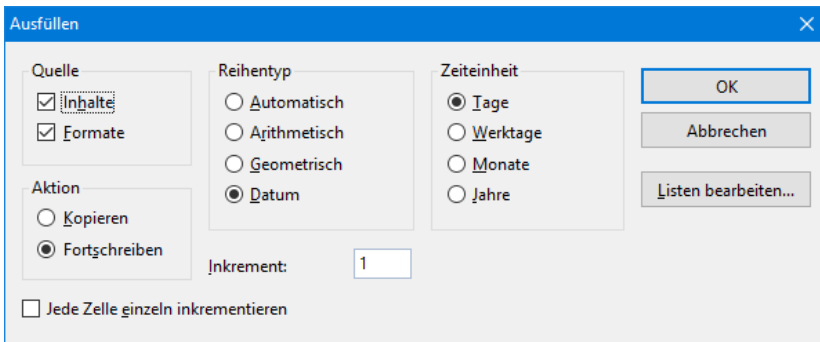 Ausfüllen
Quelle
Inhalte
Formate
Aktion
Kopieren
Fortschreiben
Reihentyp
Automatisch
Arithmetisch
Geometrisch
Datum
Zeiteinheit
Tage
Werktage
Monate
Jahre
Inkrement: 1
Jede Zelle einzeln inkrementieren
OK
Abbrechen
Listen bearbeiten...